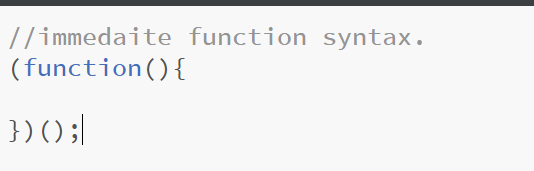 //immedaite function syntax.
(function(){
})();